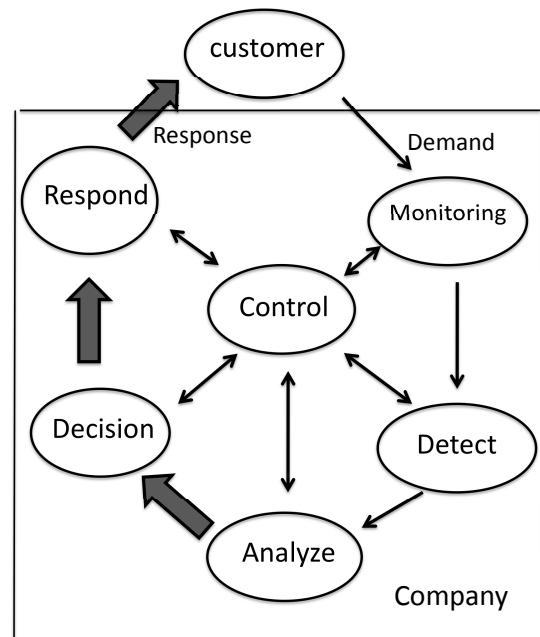 customer
Response
Demand
Respond
Monitoring
Control
Decision
Detect
Analyze
Company